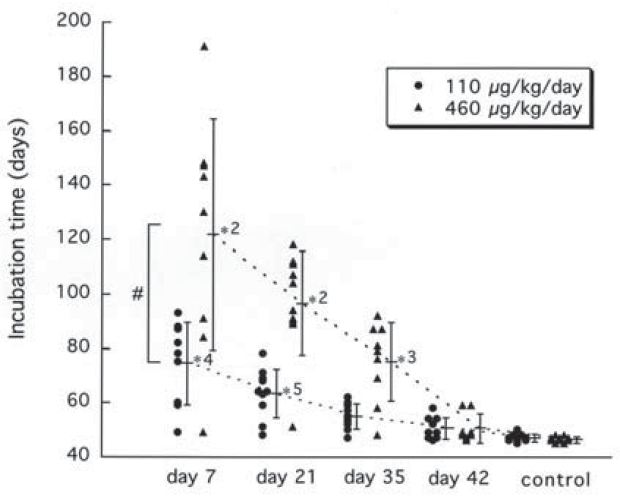 Incubation time (days)
200
180
160
140
120
100
80
60
40
110 µg/kg/day
460 µg/kg/day
#
*2
*4
*2
*5
*3
day 7
day 21
day 35
day 42
control